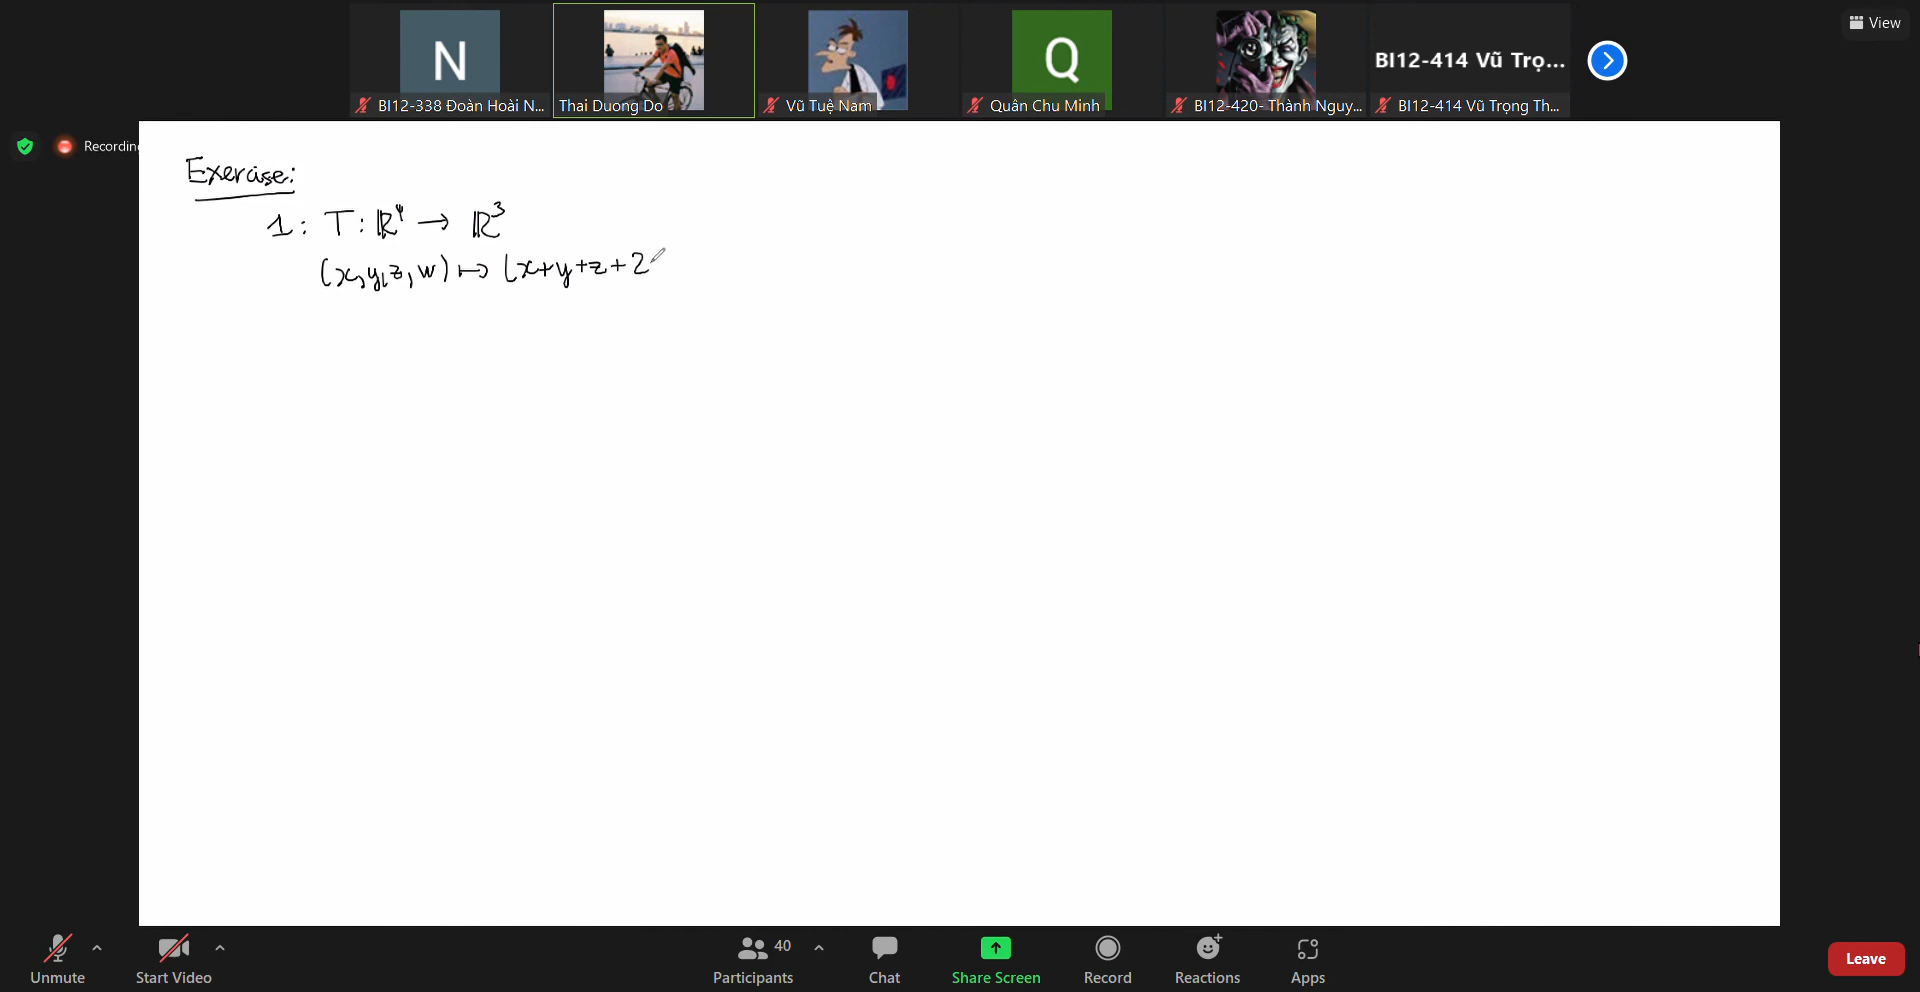 N
BI12-338 Đoàn Hoài N...
Thai Duong Do
Vũ Tuệ Nam
Q
Quân Chu Minh
BI12-420- Thành Nguy...
BI12-414 Vũ Trọ...
BI12-414 Vũ Trọng Th...
View
Recording
Exercise:
1: T: ℝ⁴ → ℝ³
(x,y,z,w) ↦ (x+y+z+2
Unmute
Start Video
Participants
40
Chat
Share Screen
Record
Reactions
Apps
Leave